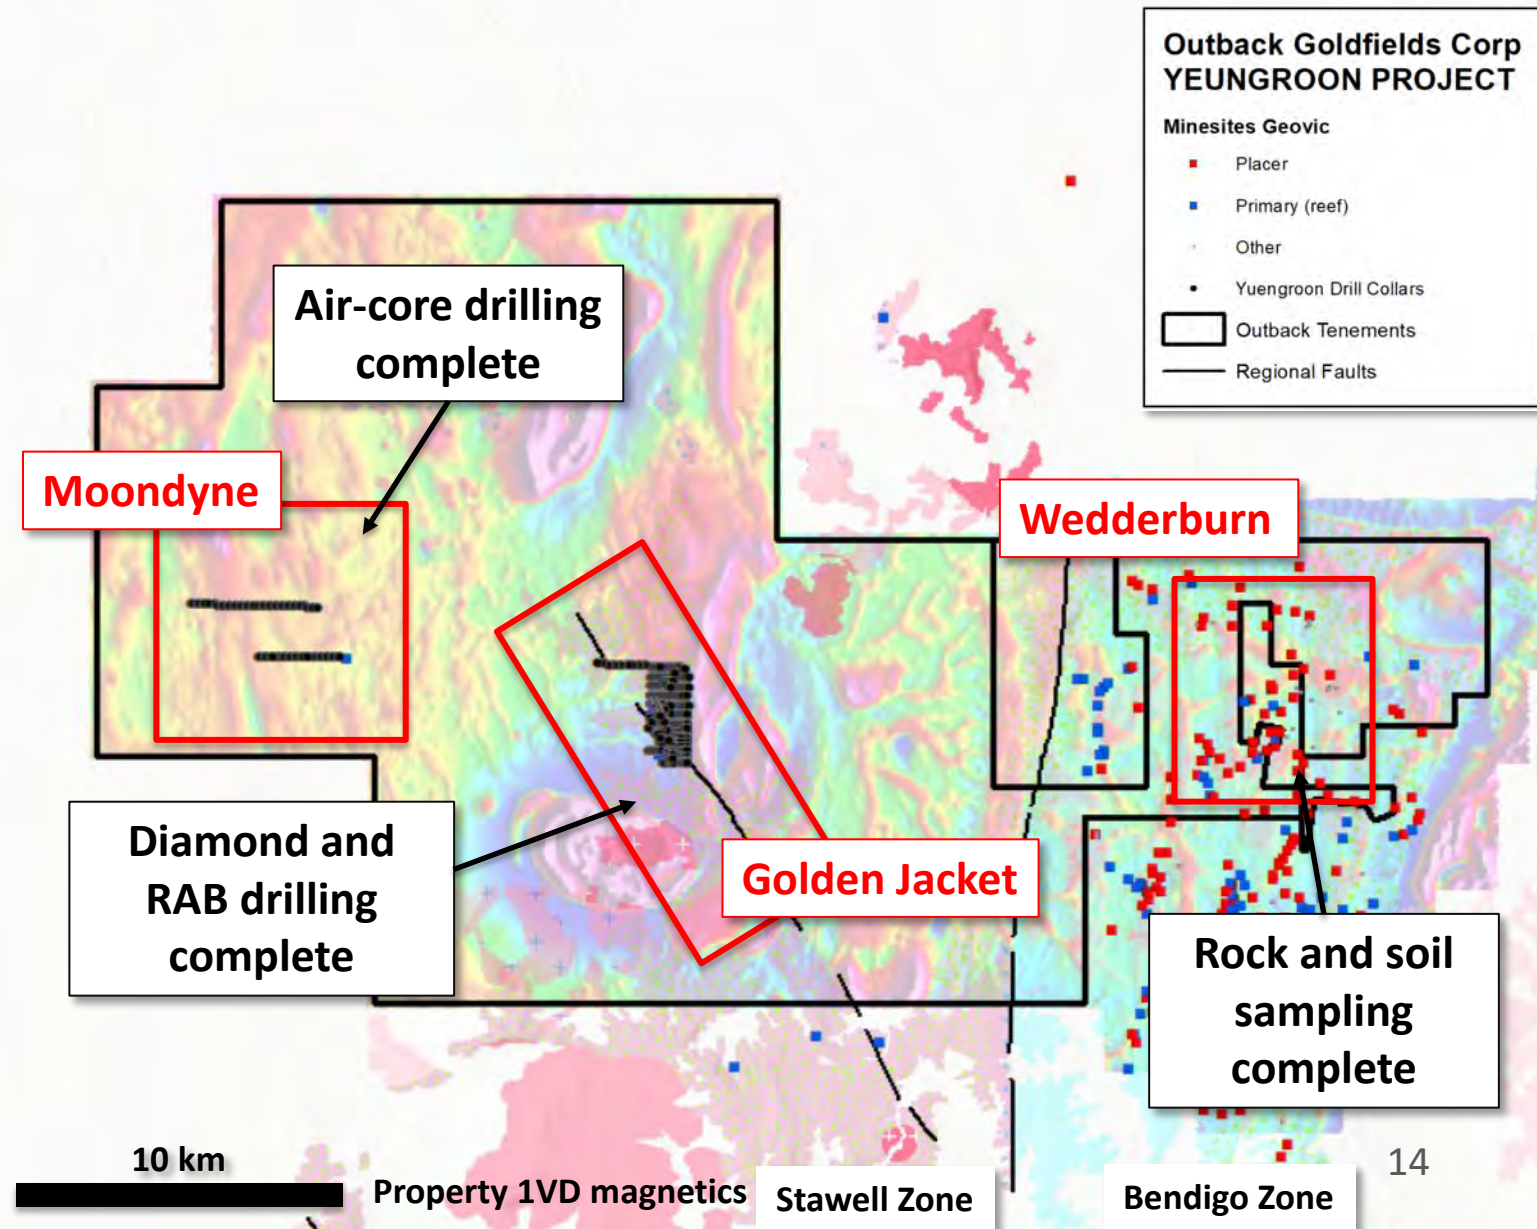 Outback Goldfields Corp
YEUNGROON PROJECT
Minesites Geovic
Placer
Primary (reef)
Other
Yuengroon Drill Collars
Outback Tenements
Regional Faults
Air-core drilling
complete
Moondyne
Wedderburn
Diamond and
RAB drilling
complete
Golden Jacket
Rock and soil
sampling
complete
10 km
Property 1VD magnetics
Stawell Zone
Bendigo Zone
14